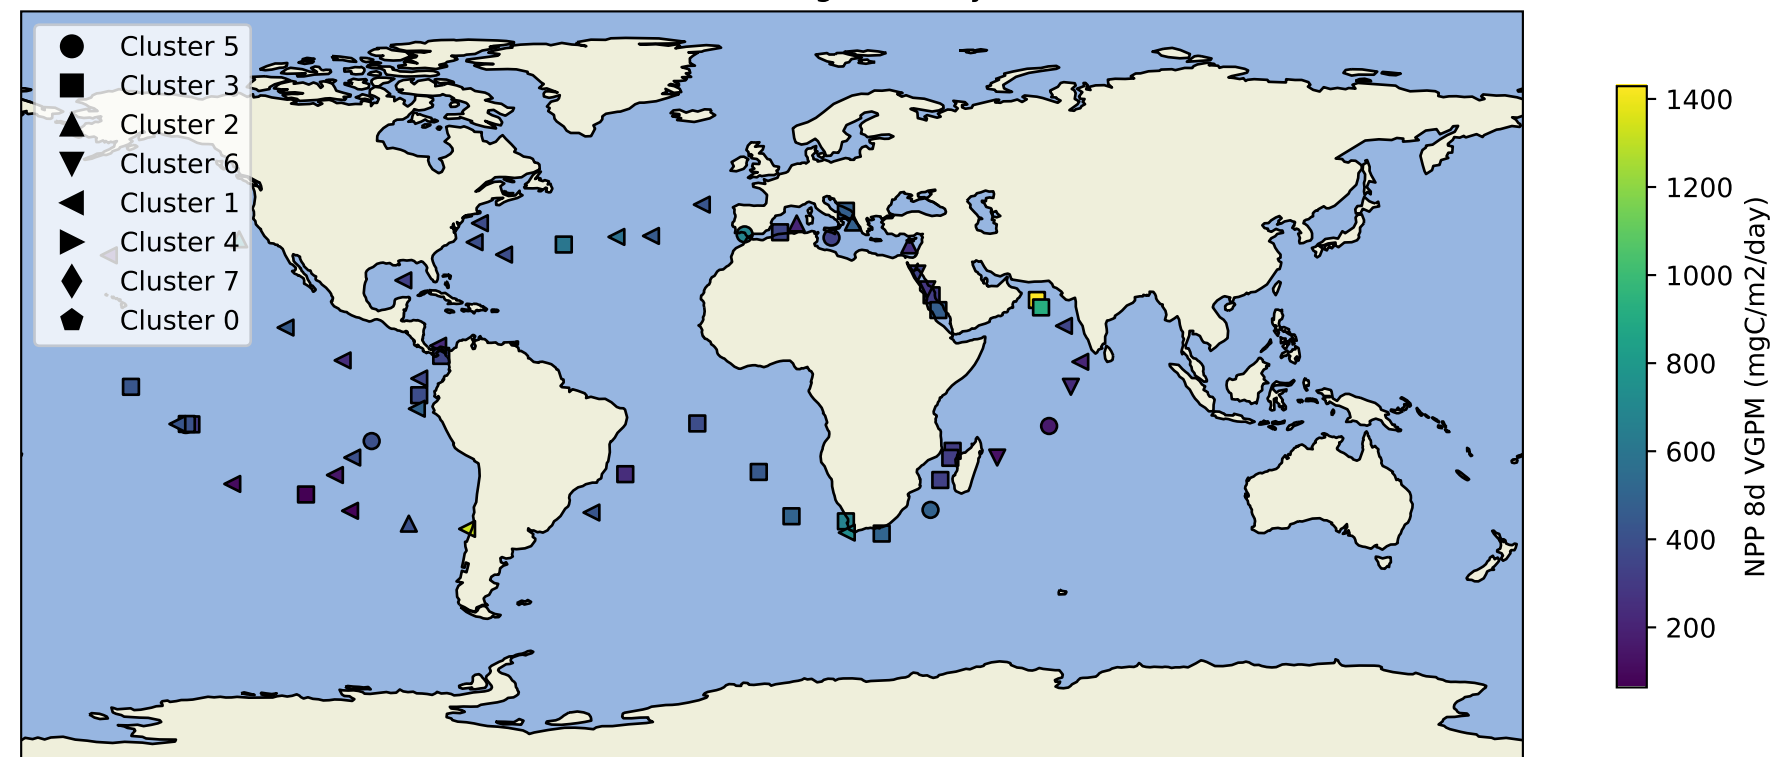 Cluster 5
Cluster 3
Cluster 2
Cluster 6
Cluster 1
Cluster 4
Cluster 7
Cluster 0
1400
1200
1000
800
600
400
200
NPP 8d VGPM (mgC/m2/day)